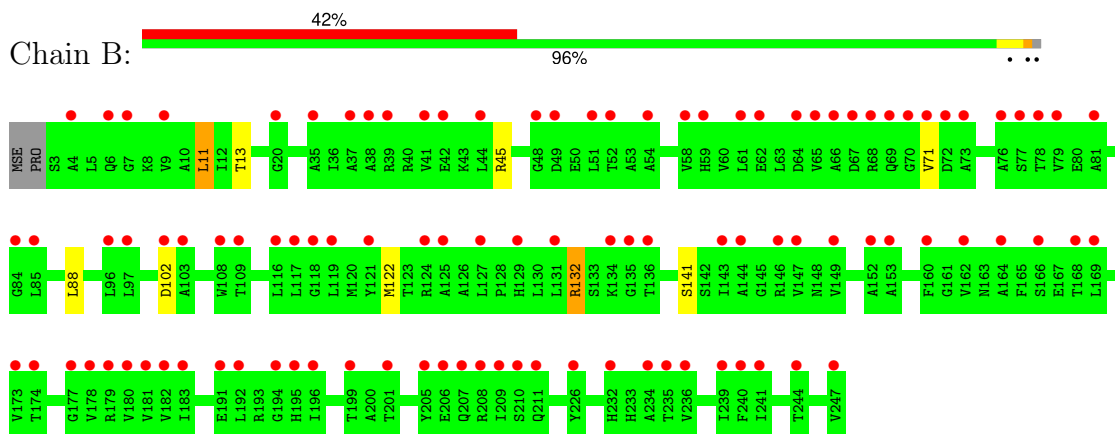 42%
Chain B:
96%
MSE PRO S3 A4 L5 Q6 G7 K8 V9 A10 L11 I12 T13 G20 A35 I36 A37 A38 R39 R40 V41 E42 K43 L44 R45 G48 D49 E50 L51 T52 A53 A54 V58 H59 V60 L61 E62 L63 D64 V65 A66 D67 R68 Q69 G70 V71 D72 A73 A76 S77 T78 V79 E80 A81
G84 L85 L88 L96 L97 D102 A103 W108 T109 L116 L117 G118 L119 M120 Y121 M122 T123 R124 A125 A126 L127 P128 H129 L130 L131 R132 S133 K134 G135 T136 S141 S142 I143 A144 G145 R146 V147 N148 V149 A152 A153 F160 G161 V162 N163 A164 F165 S166 E167 T168 L169
V173 T174 G177 V178 R179 V180 V181 V182 I183 E191 L192 R193 G194 H195 I196 T199 A200 T201 Y205 E206 Q207 R208 I209 S210 Q211 Y226 H232 H233 A234 T235 V236 I239 F240 I241 T244 V247